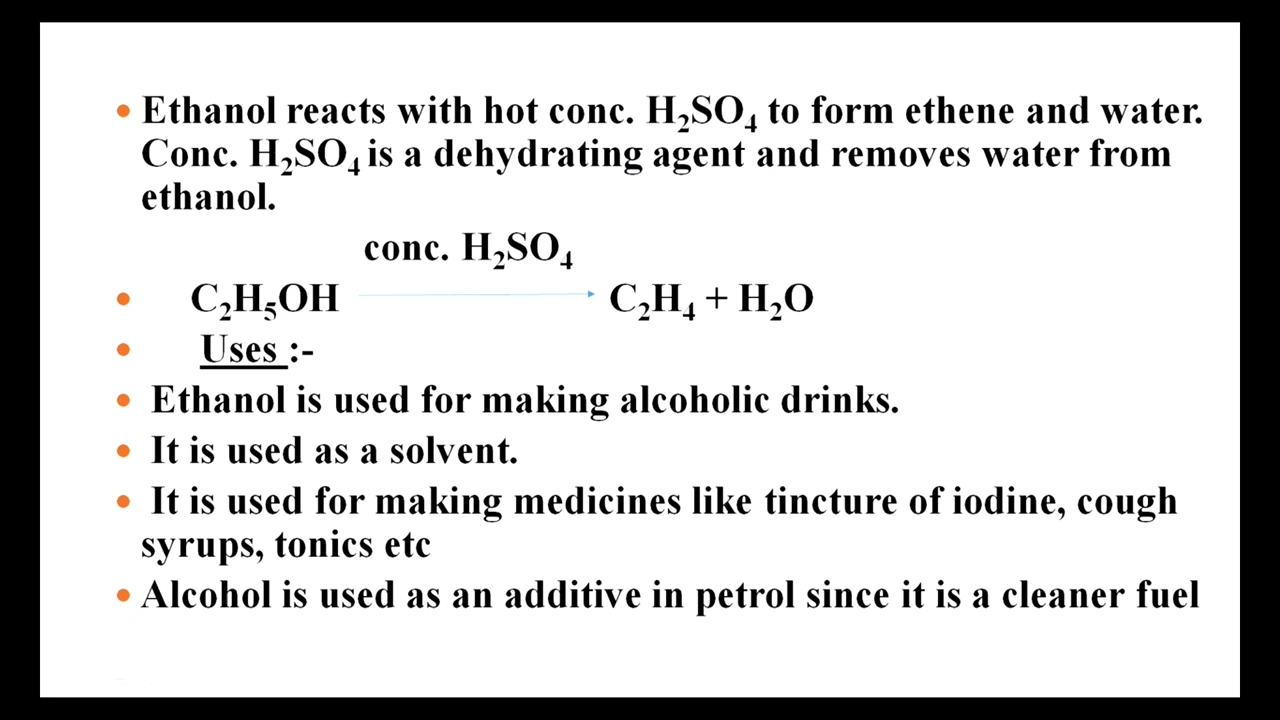 • Ethanol reacts with hot conc. H₂SO₄ to form ethene and water.
Conc. H₂SO₄ is a dehydrating agent and removes water from
ethanol.
conc. H₂SO₄
• C₂H₅OH → C₂H₄ + H₂O
• Uses :-
• Ethanol is used for making alcoholic drinks.
• It is used as a solvent.
• It is used for making medicines like tincture of iodine, cough
syrups, tonics etc
• Alcohol is used as an additive in petrol since it is a cleaner fuel